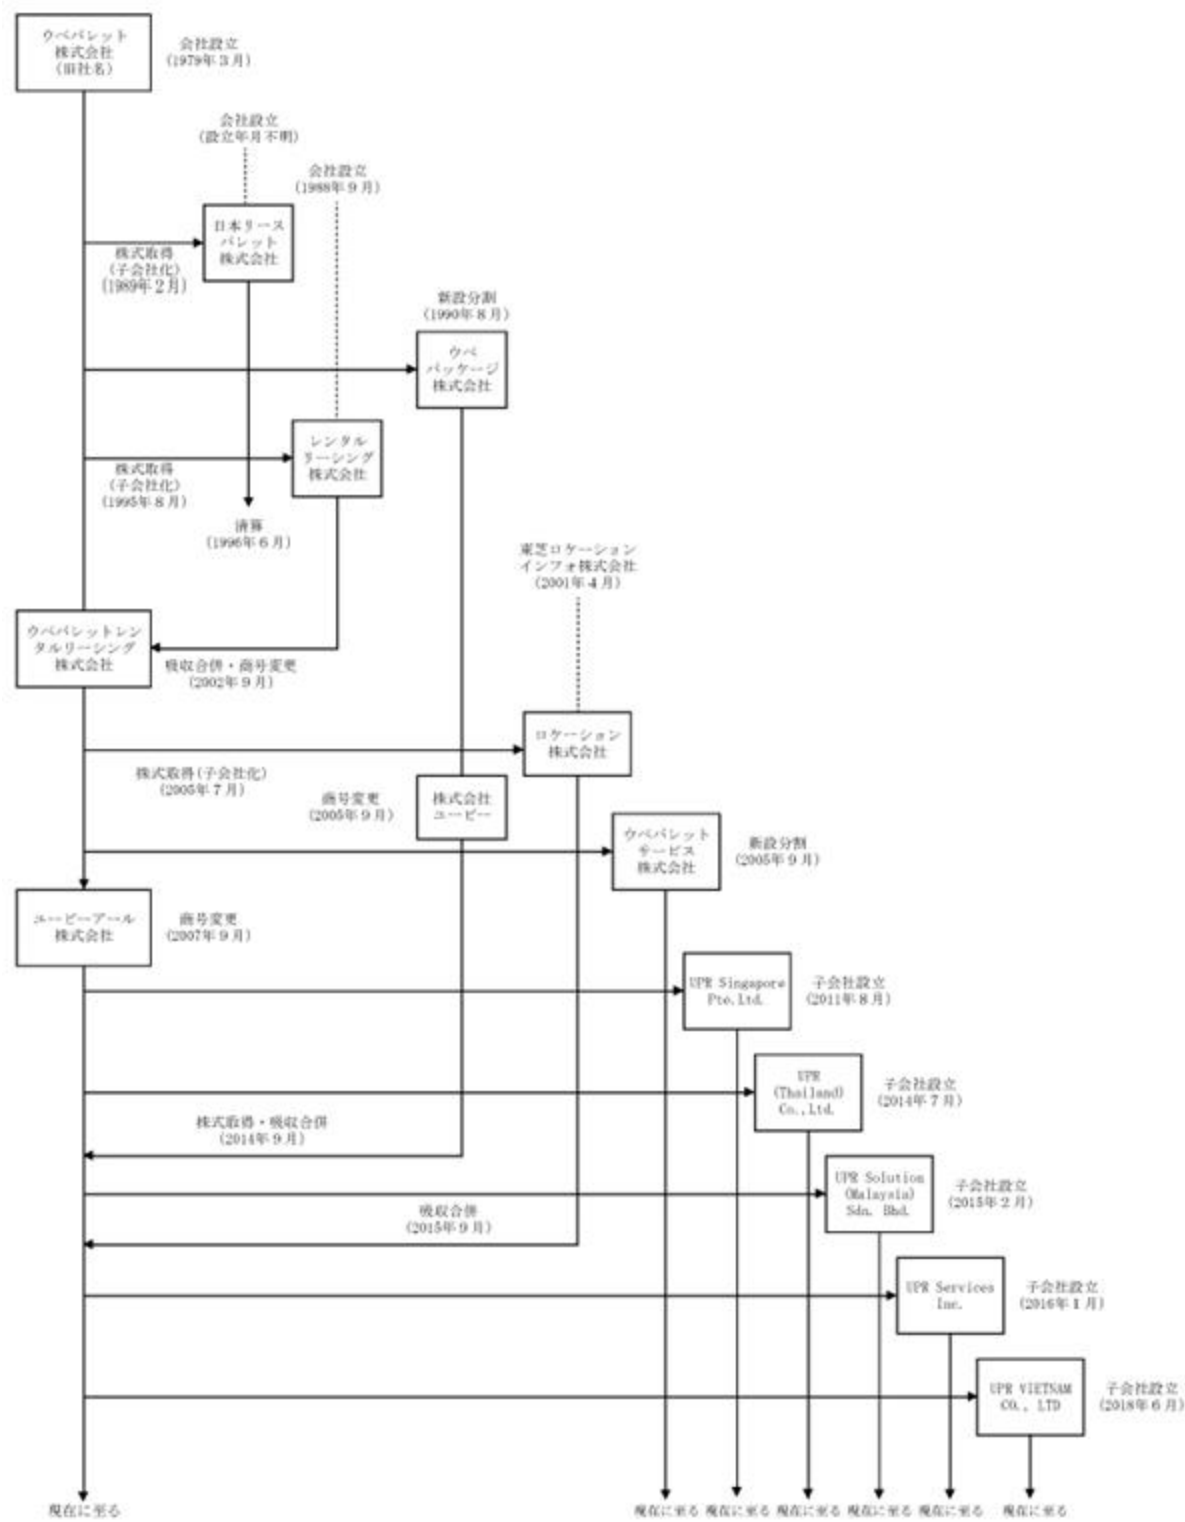 ウベパレット
株式会社
(旧社名)
会社設立
(1979年3月)
会社設立
(設立年月不明)
会社設立
(1988年9月)
日本リース
パレット
株式会社
株式取得
(子会社化)
(1989年2月)
新設分割
(1990年8月)
ウベ
パッケージ
株式会社
レンタル
リーシング
株式会社
株式取得
(子会社化)
(1995年8月)
清算
(1996年6月)
東芝ロケーション
インフォ株式会社
(2001年4月)
ウベパレットレン
タルリーシング
株式会社
吸収合併・商号変更
(2002年9月)
ロケーション
株式会社
株式取得(子会社化)
(2005年7月)
商号変更
(2005年9月)
株式会社
ユーピー
ウベパレット
サービス
株式会社
新設分割
(2005年9月)
ユーピーアール
株式会社
商号変更
(2007年9月)
UPR Singapore
Pte.Ltd.
子会社設立
(2011年8月)
UPR
(Thailand)
Co.,Ltd.
子会社設立
(2014年7月)
株式取得・吸収合併
(2014年9月)
UPR Solution
(Malaysia)
Sdn. Bhd.
子会社設立
(2015年2月)
吸収合併
(2015年9月)
UPR Services
Inc.
子会社設立
(2016年1月)
UPR VIETNAM
CO., LTD
子会社設立
(2018年6月)
現在に至る
現在に至る
現在に至る
現在に至る
現在に至る
現在に至る
現在に至る